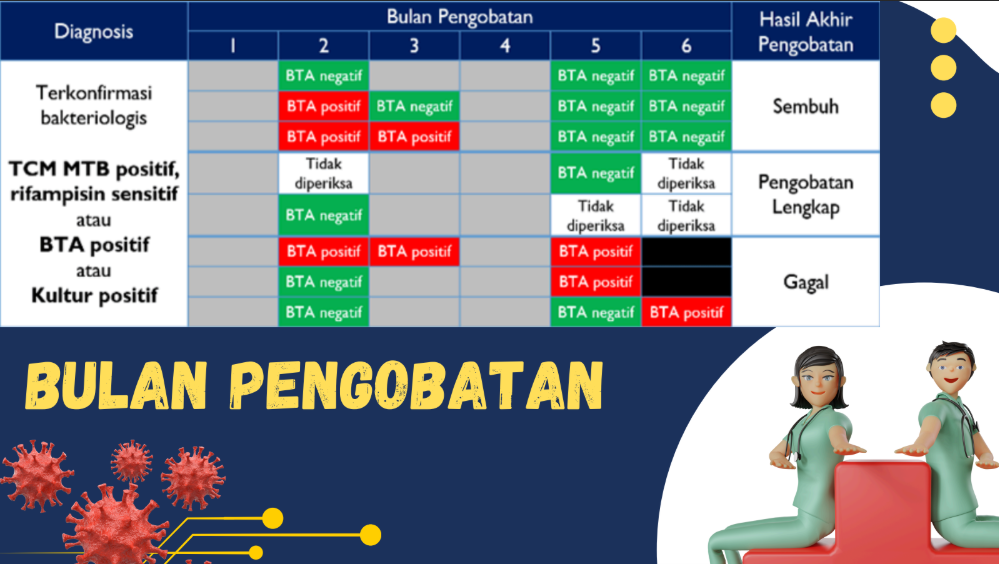 Diagnosis
Bulan Pengobatan
Hasil Akhir
Pengobatan
1 2 3 4 5 6
Terkonfirmasi
bakteriologis
TCM MTB positif,
rifampisin sensitif
atau
BTA positif
atau
Kultur positif
BTA negatif BTA negatif BTA negatif
BTA positif BTA negatif BTA negatif BTA negatif
BTA positif BTA positif BTA negatif BTA negatif
Sembuh
Tidak
diperiksa
BTA negatif
Tidak
diperiksa
BTA negatif
Tidak
diperiksa
Tidak
diperiksa
Pengobatan
Lengkap
BTA positif BTA positif BTA positif
BTA negatif BTA positif
BTA negatif BTA negatif BTA positif
Gagal
BULAN PENGOBATAN